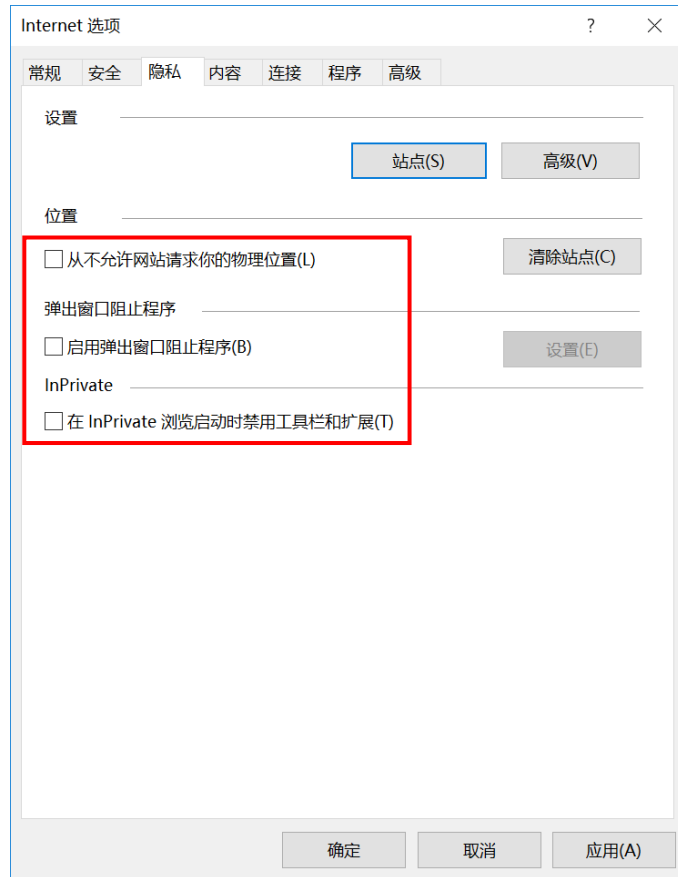 Internet 选项 ?
常规 安全 隐私 内容 连接 程序 高级
设置
站点(S) 高级(V)
位置
从不允许网站请求你的物理位置(L) 清除站点(C)
弹出窗口阻止程序
启用弹出窗口阻止程序(B) 设置(E)
InPrivate
在 InPrivate 浏览启动时禁用工具栏和扩展(T)
确定 取消 应用(A)